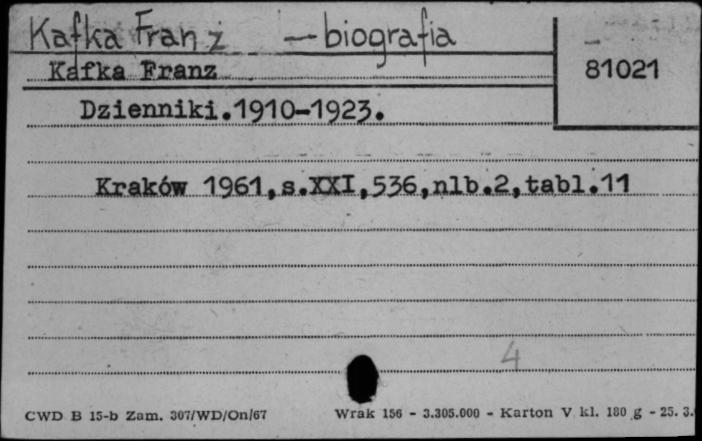 Kafka Franz — biografia
Kafka Franz
81021
Dzienniki.1910-1923.
Kraków 1961,s.XXI,536,nlb.2,tabl.11
4
CWD B 15-b Zam. 307/WD/On/67 Wrak 156 - 3.305.000 - Karton V kl. 180 g - 25. 3.